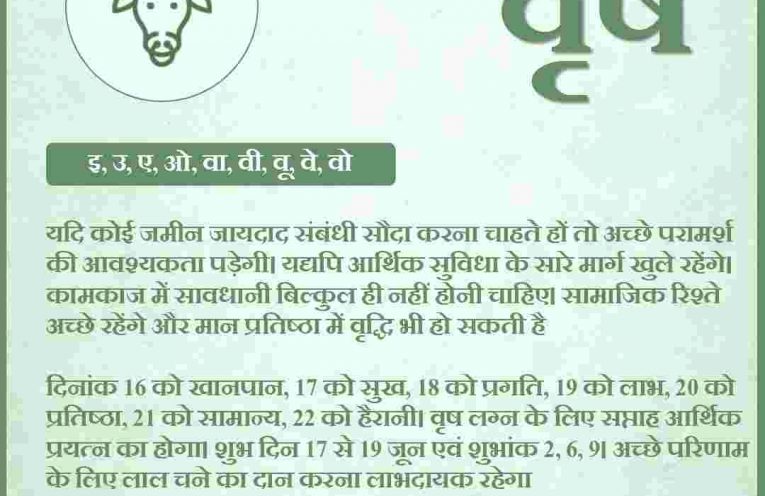 वृष
इ, उ, ए, ओ, वा, वी, वू, वे, वो
यदि कोई जमीन जायदाद संबंधी सौदा करना चाहते हों तो अच्छे परामर्श
की आवश्यकता पड़ेगी। यद्यपि आर्थिक सुविधा के सारे मार्ग खुले रहेंगे।
कामकाज में सावधानी बिल्कुल ही नहीं होनी चाहिए। सामाजिक रिश्ते
अच्छे रहेंगे और मान प्रतिष्ठा में वृद्धि भी हो सकती है
दिनांक 16 को खानपान, 17 को सुख, 18 को प्रगति, 19 को लाभ, 20 को
प्रतिष्ठा, 21 को सामान्य, 22 को हैरानी। वृष लग्न के लिए सप्ताह आर्थिक
प्रयत्न का होगा। शुभ दिन 17 से 19 जून एवं शुभांक 2, 6, 9। अच्छे परिणाम
के लिए लाल चने का दान करना लाभदायक रहेगा